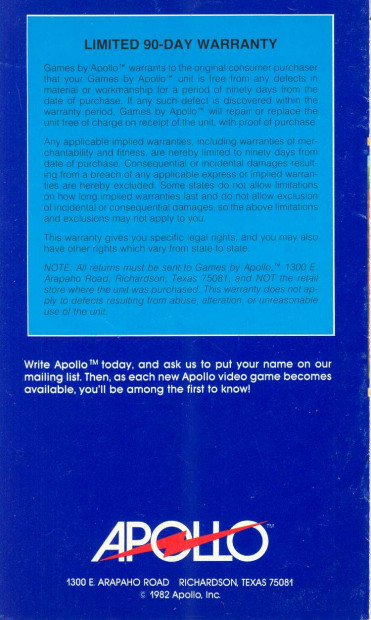 LIMITED 90-DAY WARRANTY
Games by Apollo™ warrants to the original consumer purchaser
that your Games by Apollo™ unit is free from any defects in
material or workmanship for a period of ninety days from the
date of purchase. If any such defect is discovered within the
warranty period, Games by Apollo™ will repair or replace the
unit free of charge on receipt of the unit, with proof of purchase.
Any applicable implied warranties, including warranties of mer-
chantability and fitness, are hereby limited to ninety days from
date of purchase. Consequential or incidental damages result-
ing from a breach of any applicable express or implied warran-
ties are hereby excluded. Some states do not allow limitations
on how long implied warranties last and do not allow exclusion
of incidental or consequential damages, so the above limitations
and exclusions may not apply to you.
This warranty gives you specific legal rights, and you may also
have other rights which vary from state to state.
NOTE: All returns must be sent to Games by Apollo,™ 1300 E.
Arapaho Road, Richardson, Texas 75081, and NOT the retail
store where the unit was purchased. This warranty does not ap-
ply to defects resulting from abuse, alteration, or unreasonable
use of the unit.
Write Apollo™ today, and ask us to put your name on our
mailing list. Then, as each new Apollo video game becomes
available, you'll be among the first to know!
APOLLO™
1300 E. ARAPAHO ROAD RICHARDSON, TEXAS 75081
© 1982 Apollo, Inc.